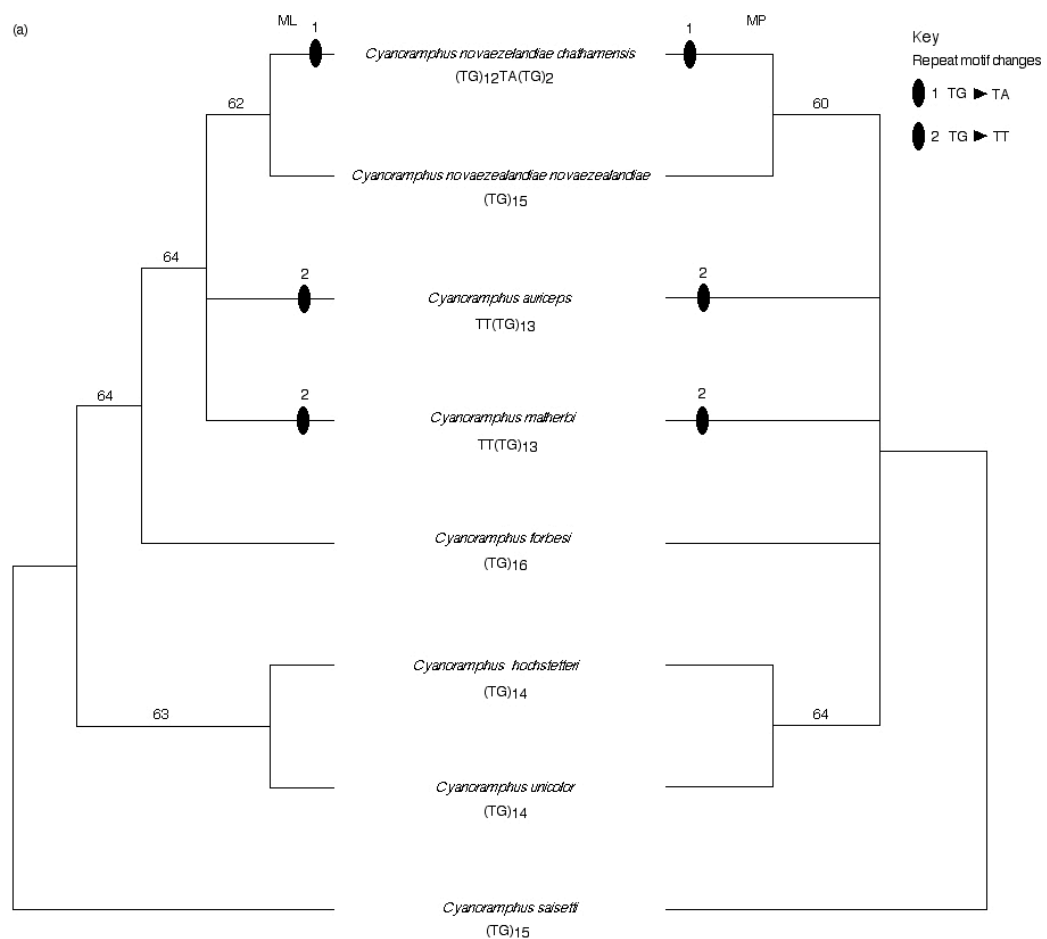 (a)
ML
MP
1
1
Cyanoramphus novaezelandiae chathamensis
(TG)12TA(TG)2
Key
Repeat motif changes
1 TG ► TA
2 TG ► TT
62
60
Cyanoramphus novaezealandiae novaezealandiae
(TG)15
64
2
2
Cyanoramphus auriceps
TT(TG)13
64
2
2
Cyanoramphus malherbi
TT(TG)13
Cyanoramphus forbesi
(TG)16
Cyanoramphus hochstetteri
(TG)14
63
64
Cyanoramphus unicolor
(TG)14
Cyanoramphus saisetti
(TG)15